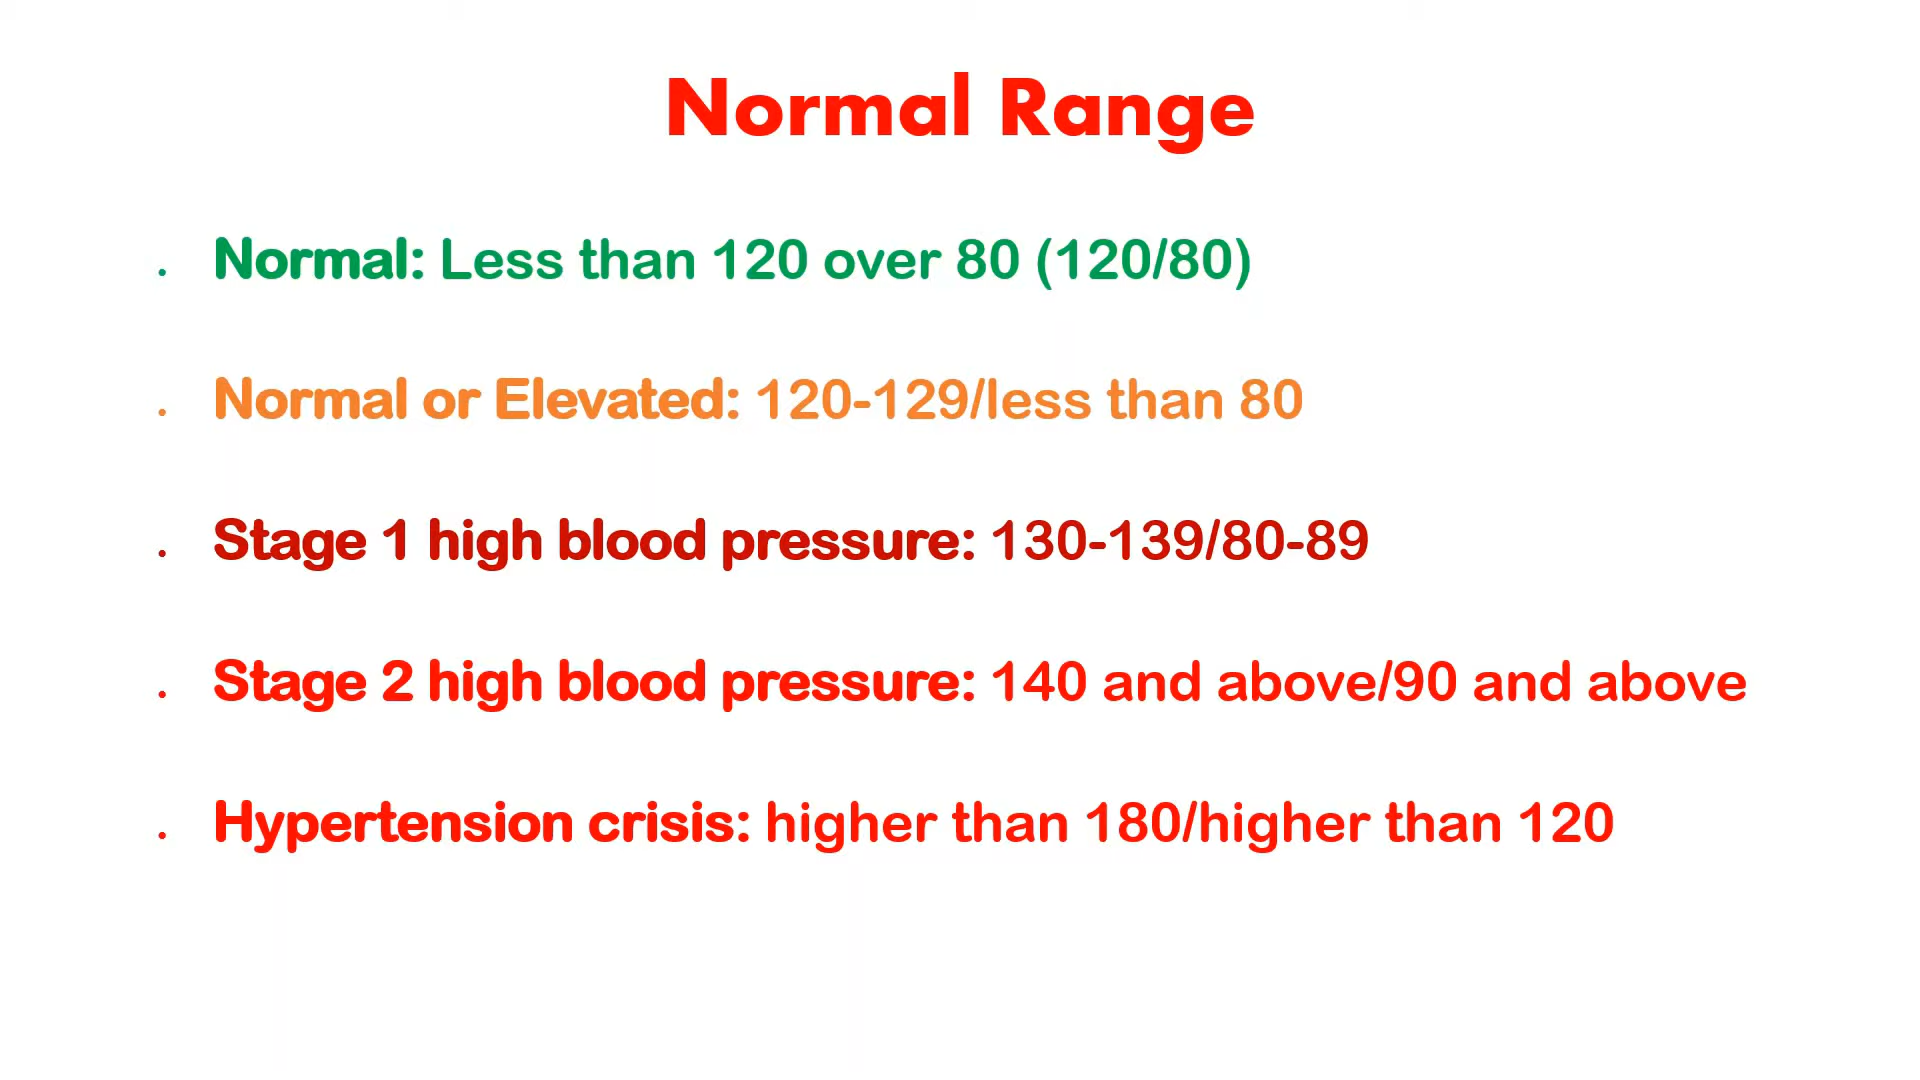 Normal Range
. Normal: Less than 120 over 80 (120/80)
. Normal or Elevated: 120-129/less than 80
. Stage 1 high blood pressure: 130-139/80-89
. Stage 2 high blood pressure: 140 and above/90 and above
. Hypertension crisis: higher than 180/higher than 120